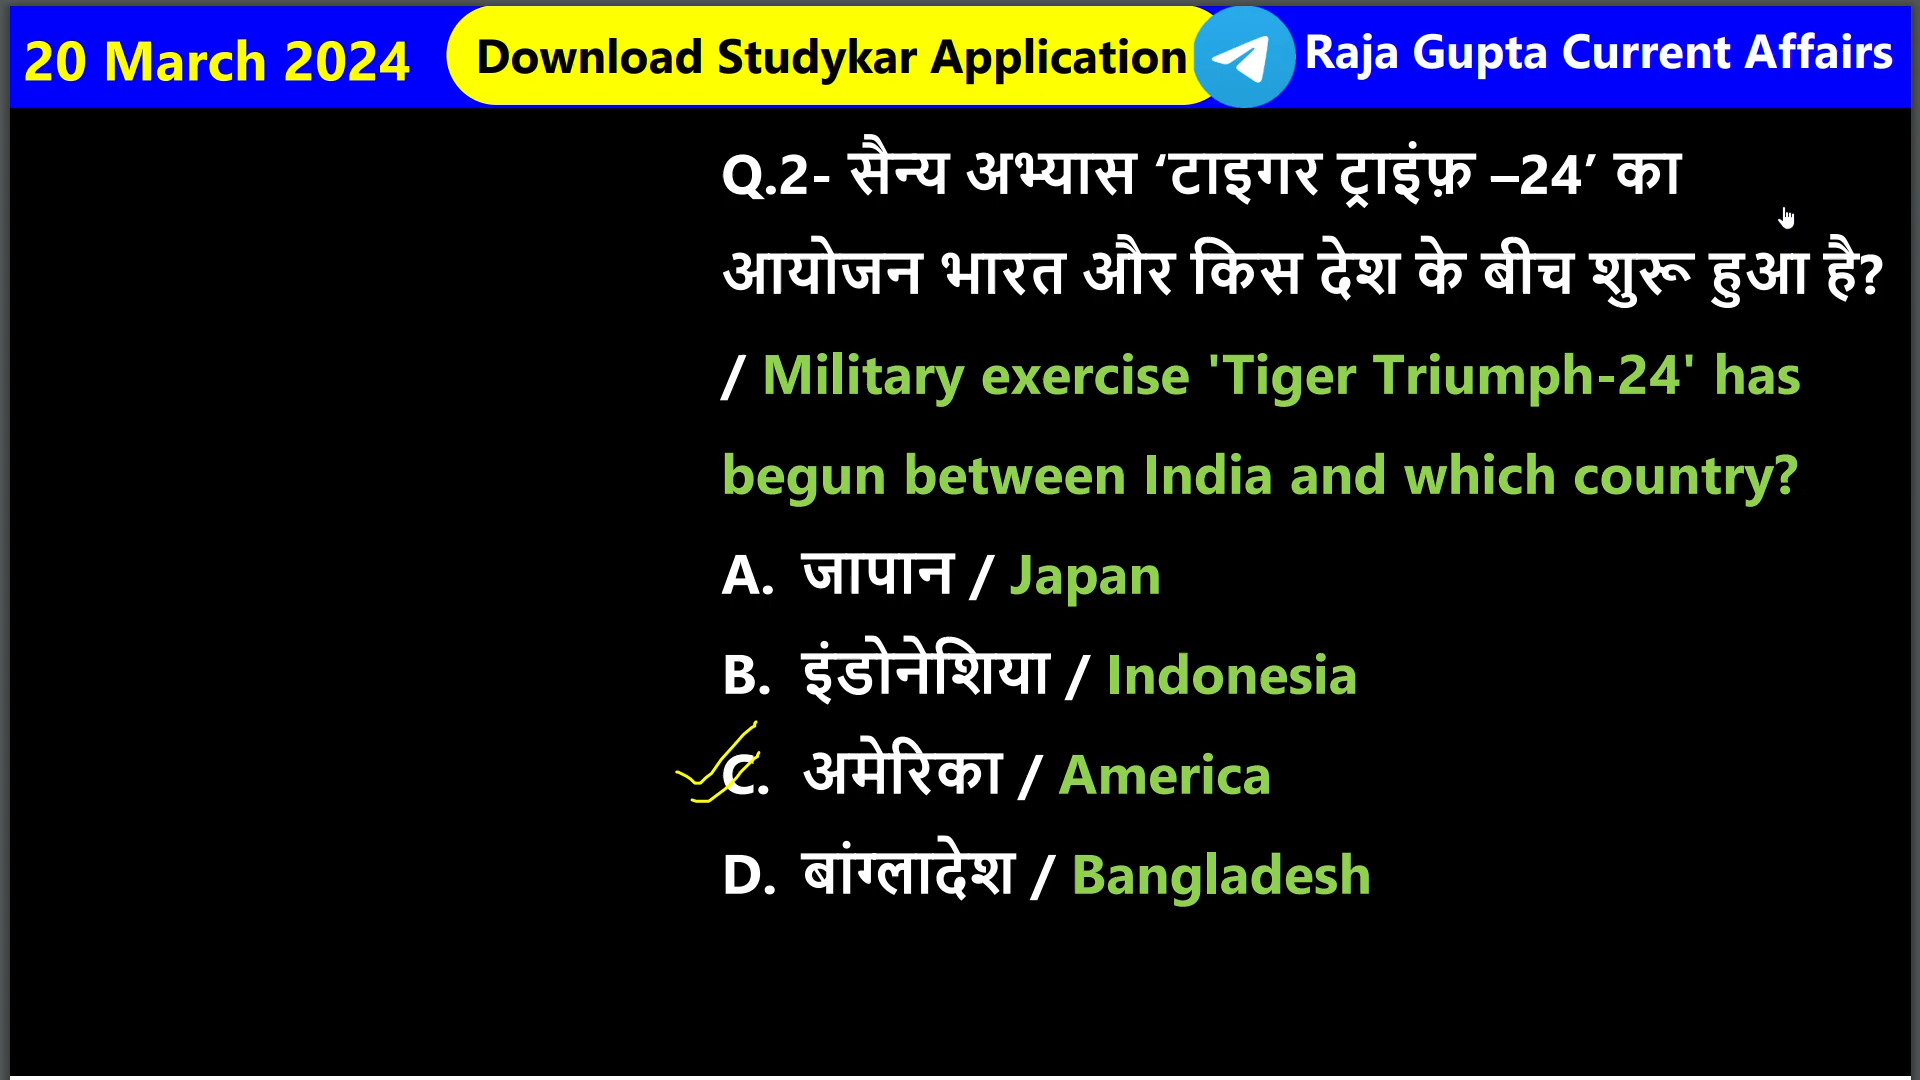 20 March 2024 Download Studykar Application Raja Gupta Current Affairs
Q.2- सैन्य अभ्यास ‘टाइगर ट्राइंफ़ –24’ का
आयोजन भारत और किस देश के बीच शुरू हुआ है?
/ Military exercise 'Tiger Triumph-24' has
begun between India and which country?
A. जापान / Japan
B. इंडोनेशिया / Indonesia
C. अमेरिका / America
D. बांग्लादेश / Bangladesh